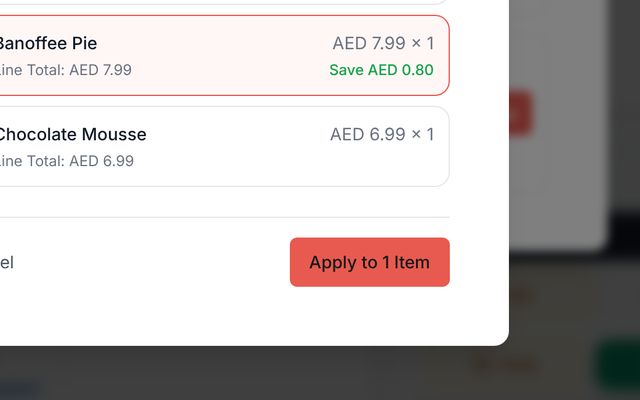 Banoffee Pie
AED 7.99 × 1
Line Total: AED 7.99
Save AED 0.80
Chocolate Mousse
AED 6.99 × 1
Line Total: AED 6.99
el
Apply to 1 Item